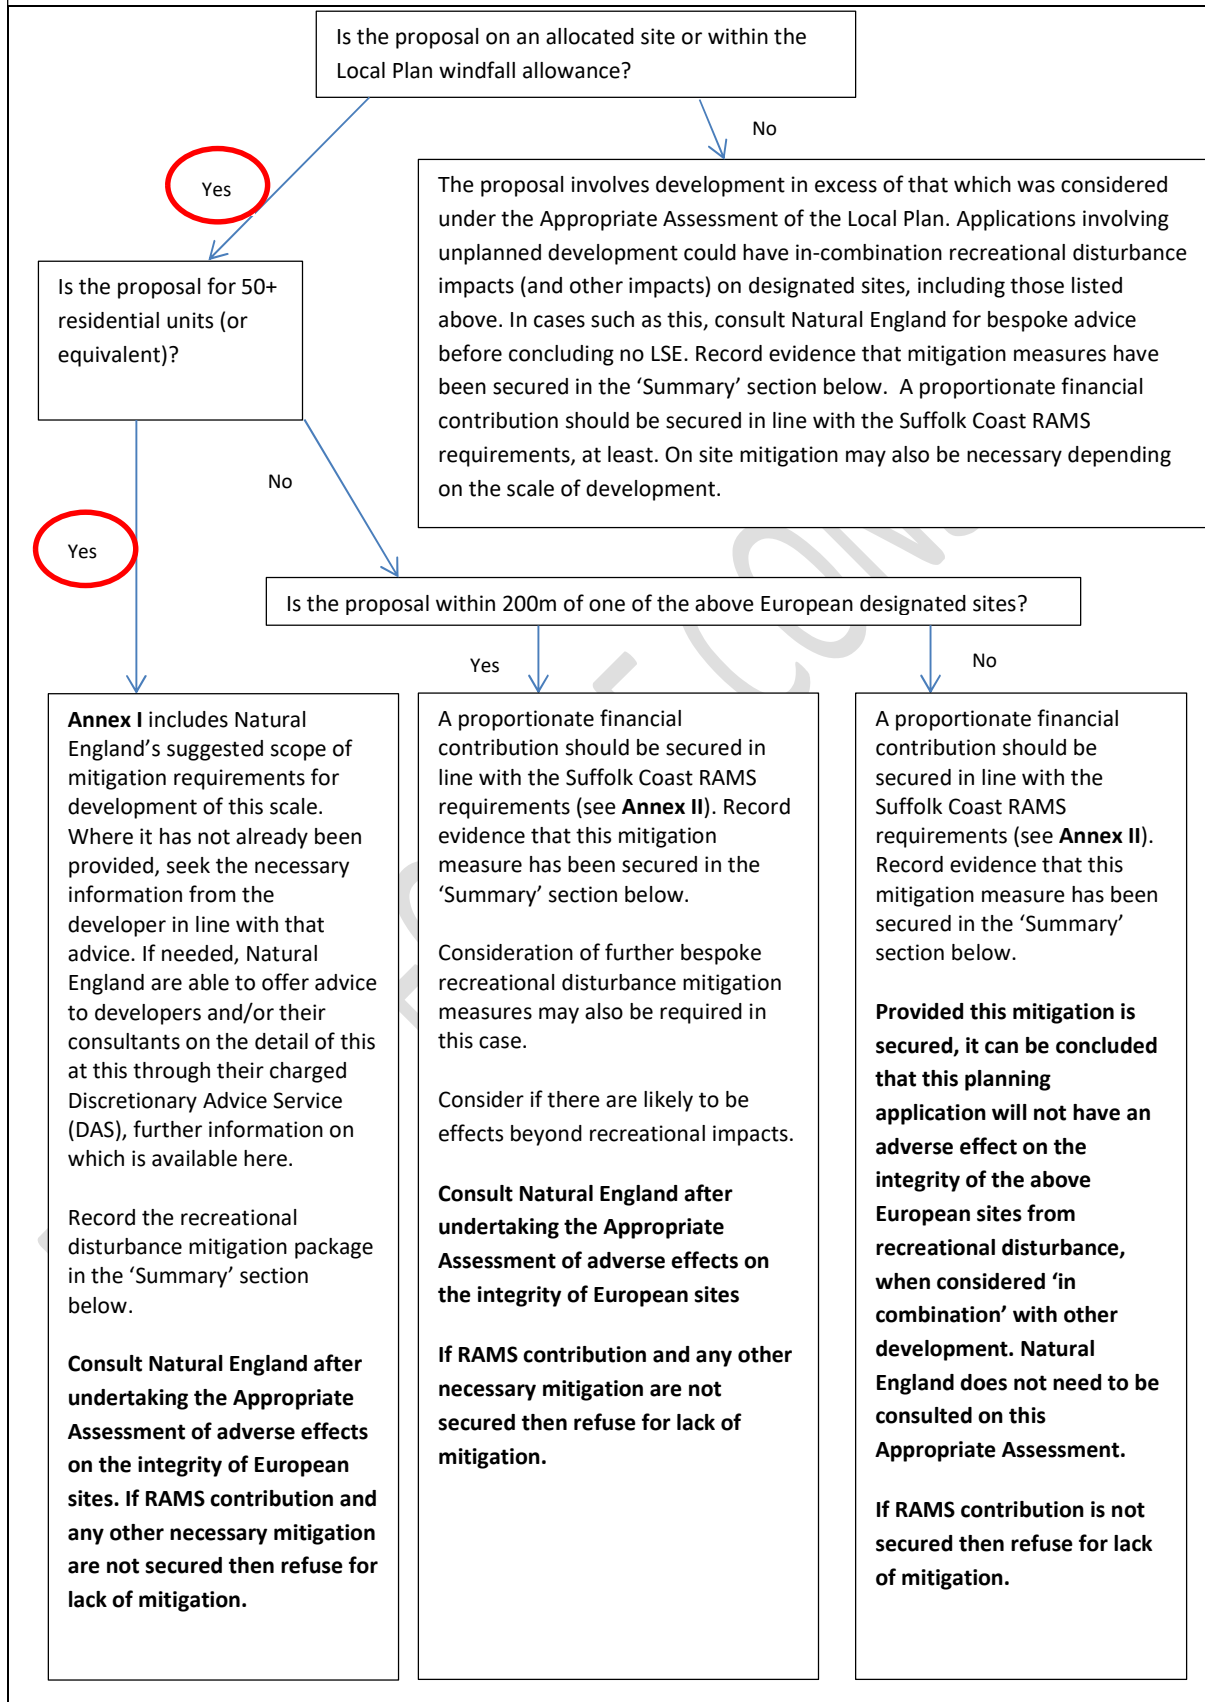 Is the proposal on an allocated site or within the
Local Plan windfall allowance?
No
Yes
The proposal involves development in excess of that which was considered
under the Appropriate Assessment of the Local Plan. Applications involving
unplanned development could have in-combination recreational disturbance
impacts (and other impacts) on designated sites, including those listed
above. In cases such as this, consult Natural England for bespoke advice
before concluding no LSE. Record evidence that mitigation measures have
been secured in the ‘Summary’ section below.  A proportionate financial
contribution should be secured in line with the Suffolk Coast RAMS
requirements, at least. On site mitigation may also be necessary depending
on the scale of development.
Is the proposal for 50+
residential units (or
equivalent)?
No
Yes
Is the proposal within 200m of one of the above European designated sites?
Yes
No
Annex I includes Natural
England’s suggested scope of
mitigation requirements for
development of this scale.
Where it has not already been
provided, seek the necessary
information from the
developer in line with that
advice. If needed, Natural
England are able to offer advice
to developers and/or their
consultants on the detail of this
at this through their charged
Discretionary Advice Service
(DAS), further information on
which is available here.
Record the recreational
disturbance mitigation package
in the ‘Summary’ section
below.
Consult Natural England after
undertaking the Appropriate
Assessment of adverse effects
on the integrity of European
sites. If RAMS contribution and
any other necessary mitigation
are not secured then refuse for
lack of mitigation.
A proportionate financial
contribution should be secured in
line with the Suffolk Coast RAMS
requirements (see Annex II). Record
evidence that this mitigation
measure has been secured in the
‘Summary’ section below.
Consideration of further bespoke
recreational disturbance mitigation
measures may also be required in
this case.
Consider if there are likely to be
effects beyond recreational impacts.
Consult Natural England after
undertaking the Appropriate
Assessment of adverse effects on
the integrity of European sites
If RAMS contribution and any other
necessary mitigation are not
secured then refuse for lack of
mitigation.
A proportionate financial
contribution should be
secured in line with the
Suffolk Coast RAMS
requirements (see Annex II).
Record evidence that this
mitigation measure has been
secured in the ‘Summary’
section below.
Provided this mitigation is
secured, it can be concluded
that this planning
application will not have an
adverse effect on the
integrity of the above
European sites from
recreational disturbance,
when considered ‘in
combination’ with other
development. Natural
England does not need to be
consulted on this
Appropriate Assessment.
If RAMS contribution is not
secured then refuse for lack
of mitigation.